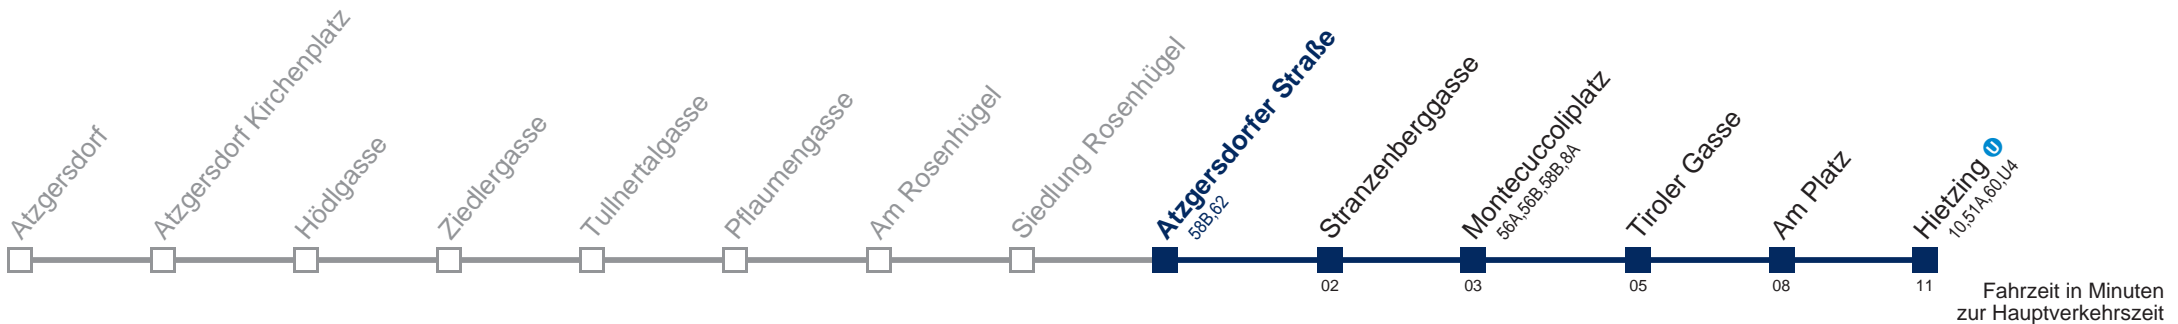 Atzgersdorf
Atzgersdorf Kirchenplatz
Hödlgasse
Ziedlergasse
Tullnertalgasse
Pflaumengasse
Am Rosenhügel
Siedlung Rosenhügel
Atzgersdorfer Straße
58B,62
Stranzenberggasse
02
Montecuccoliplatz
56A,56B,58B,8A
03
Tiroler Gasse
05
Am Platz
08
Hietzing U
10,51A,60,U4
11
Fahrzeit in Minuten
zur Hauptverkehrszeit